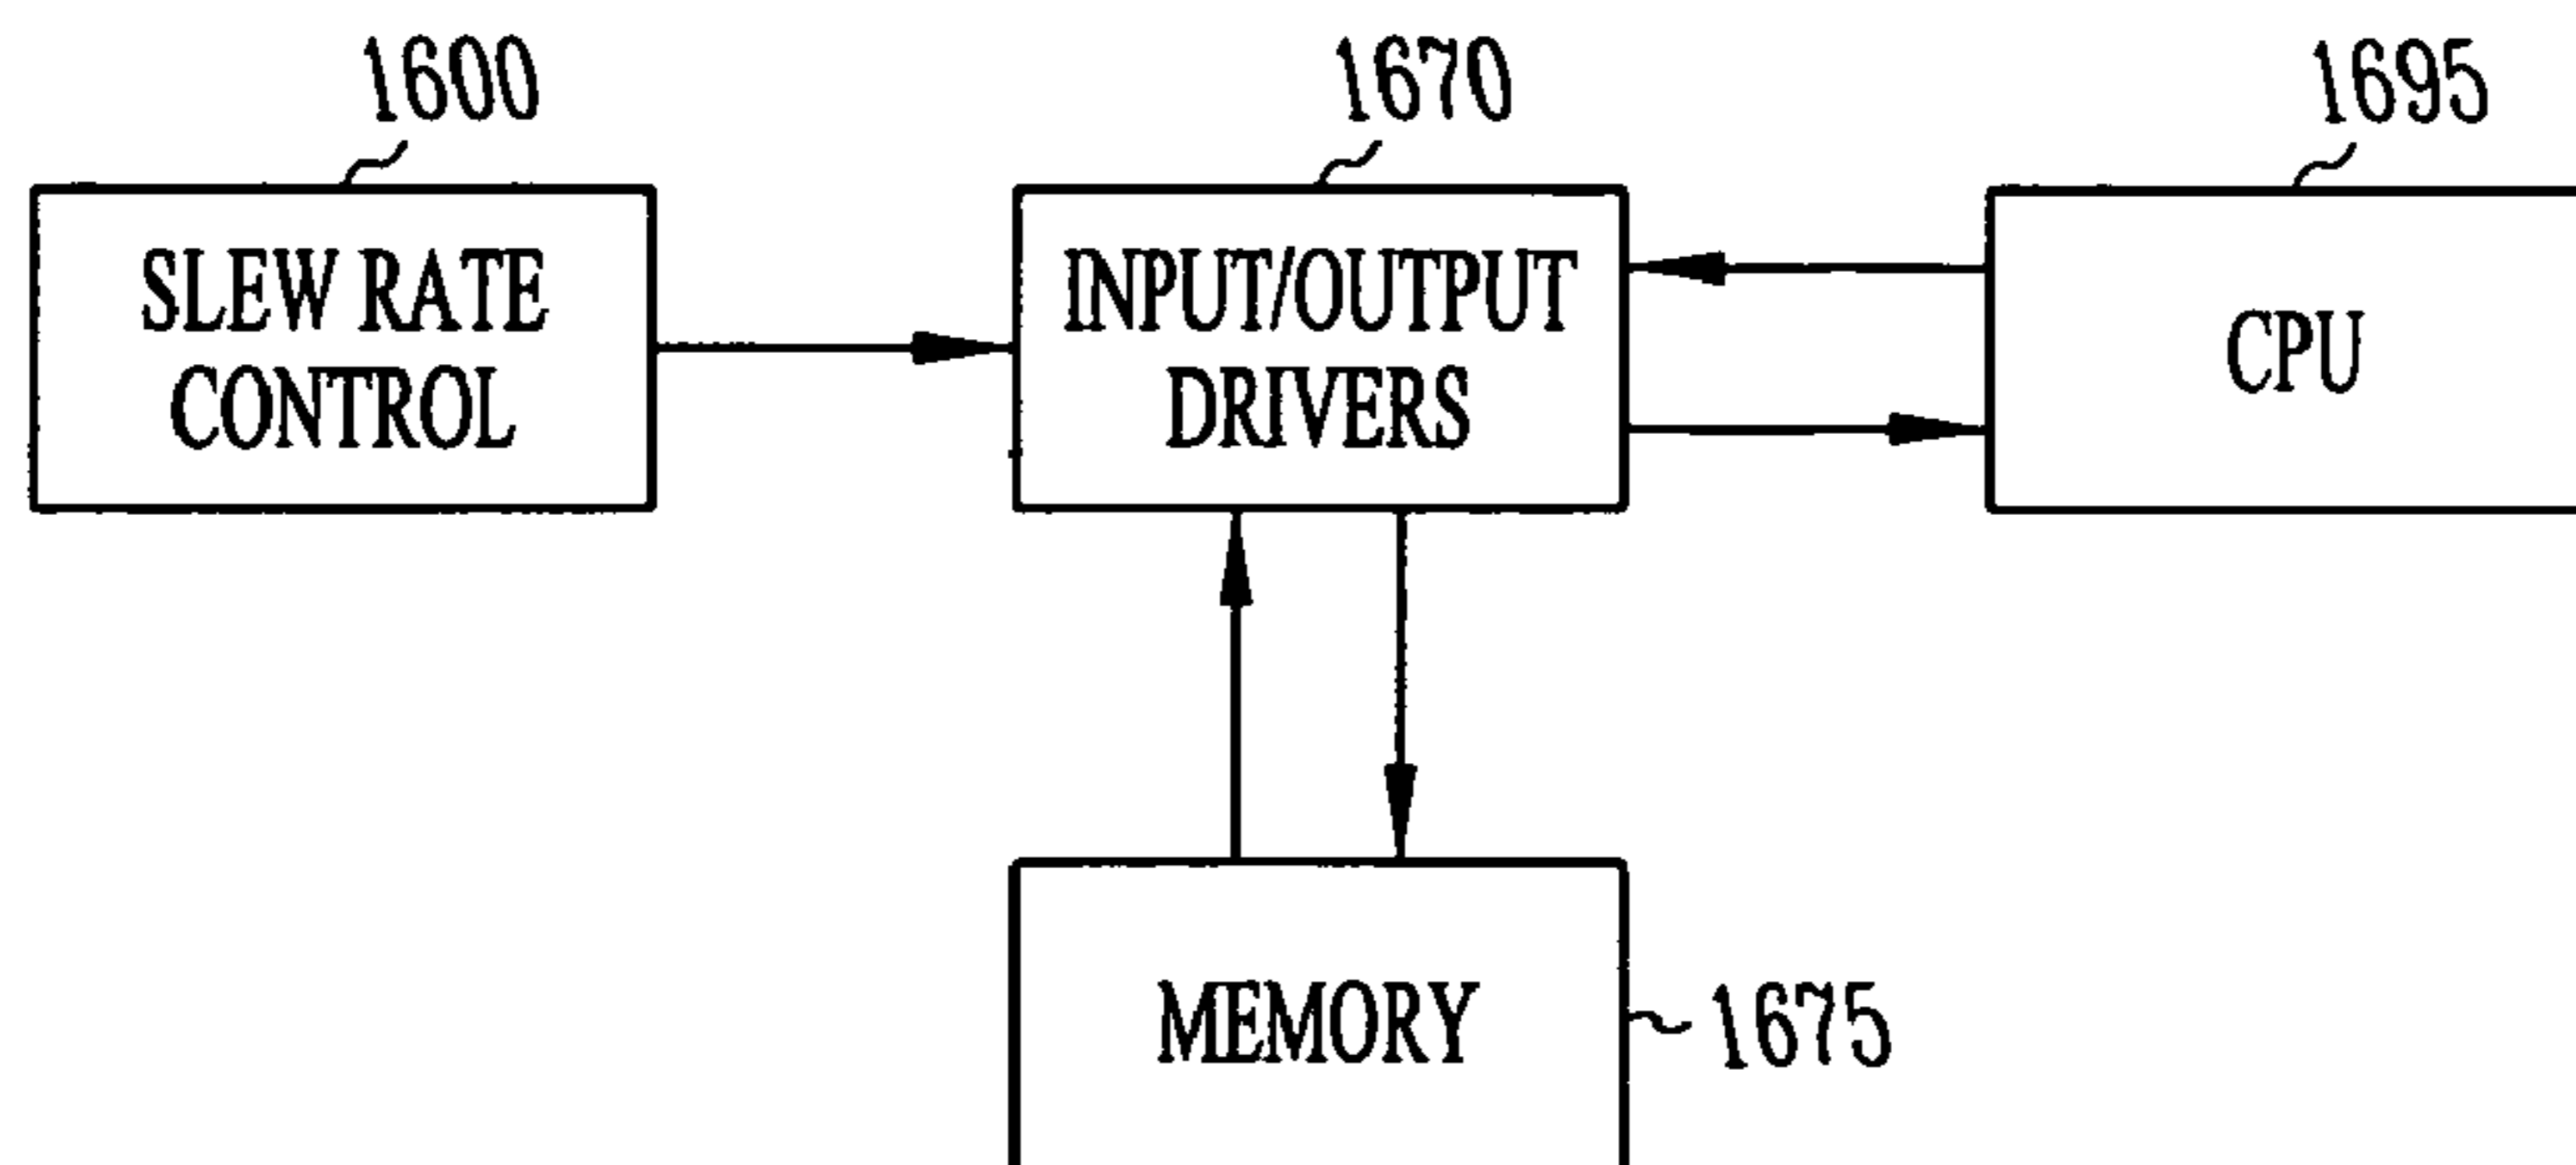 1600
1670
1695
SLEW RATE
CONTROL
INPUT/OUTPUT
DRIVERS
CPU
MEMORY
1675